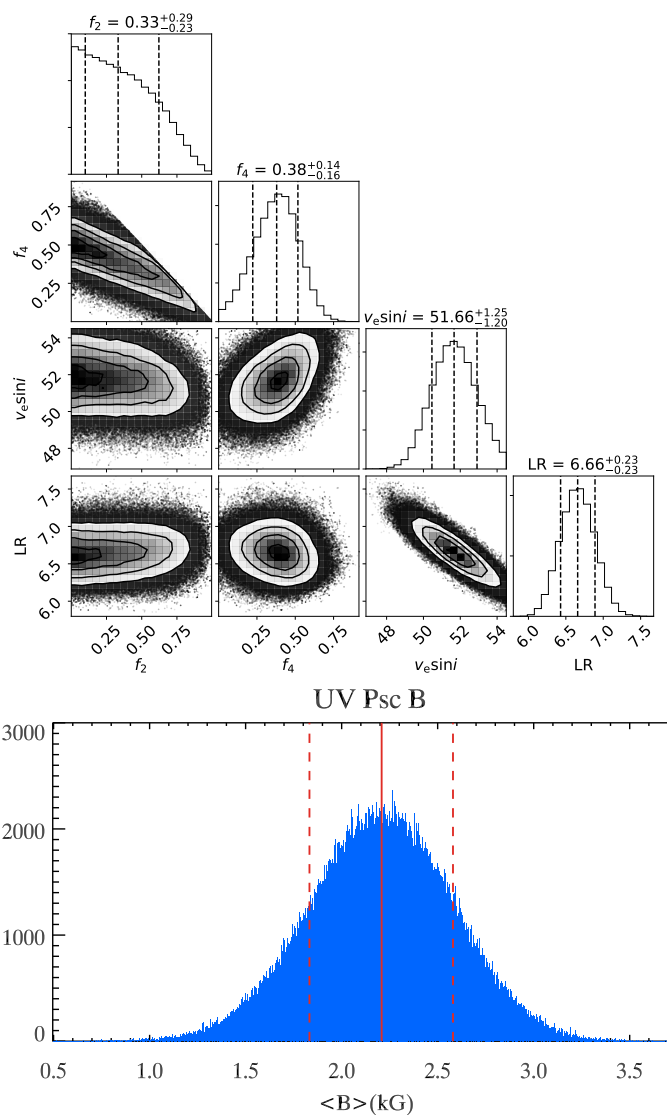 f₂ = 0.33+0.29−0.23
f₄ = 0.38+0.14−0.16
0.75
0.50
0.25
f₄
vₑsini = 51.66+1.25−1.20
54
52
50
48
vₑsini
LR = 6.66+0.23−0.23
7.5
7.0
6.5
6.0
LR
0.25 0.50 0.75 0.25 0.50 0.75 48 50 52 54 6.0 6.5 7.0 7.5
f₂ f₄ vₑsini LR
UV Psc B
3000
2000
1000
0
0.5 1.0 1.5 2.0 2.5 3.0 3.5
<B>(kG)